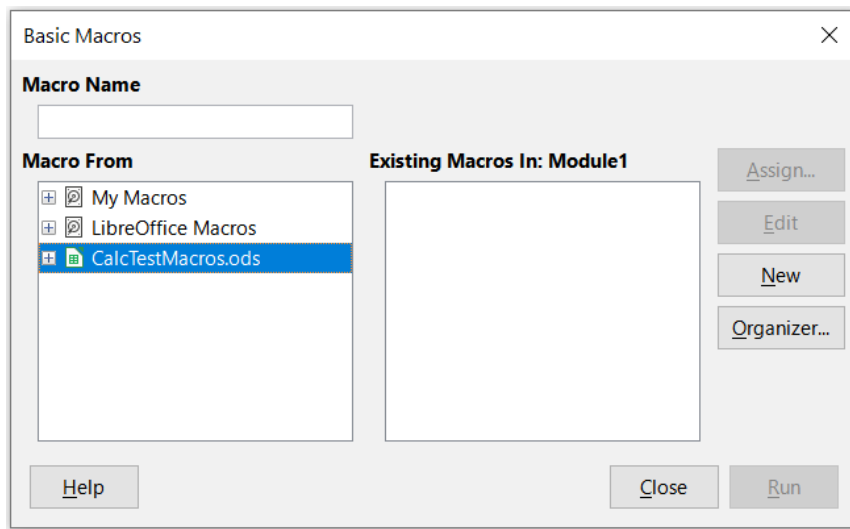 Basic Macros
Macro Name
Macro From
Existing Macros In: Module1
My Macros
LibreOffice Macros
CalcTestMacros.ods
Assign...
Edit
New
Organizer...
Help
Close
Run